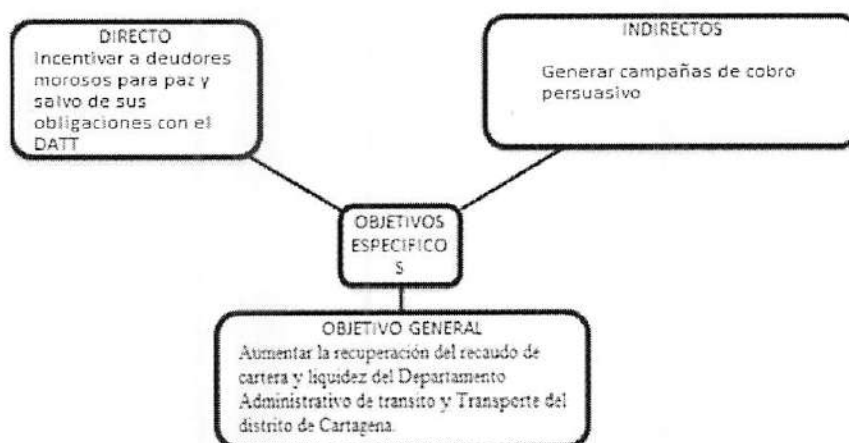 DIRECTO
Incentivar a deudores
morosos para paz y
salvo de sus
obligaciones con el
DATT
INDIRECTOS
Generar campañas de cobro
persuasivo
OBJETIVOS
ESPECIFICO
S
OBJETIVO GENERAL
Aumentar la recuperación del recaudo de
cartera y liquidez del Departamento
Administrativo de transito y Transporte del
distrito de Cartagena.